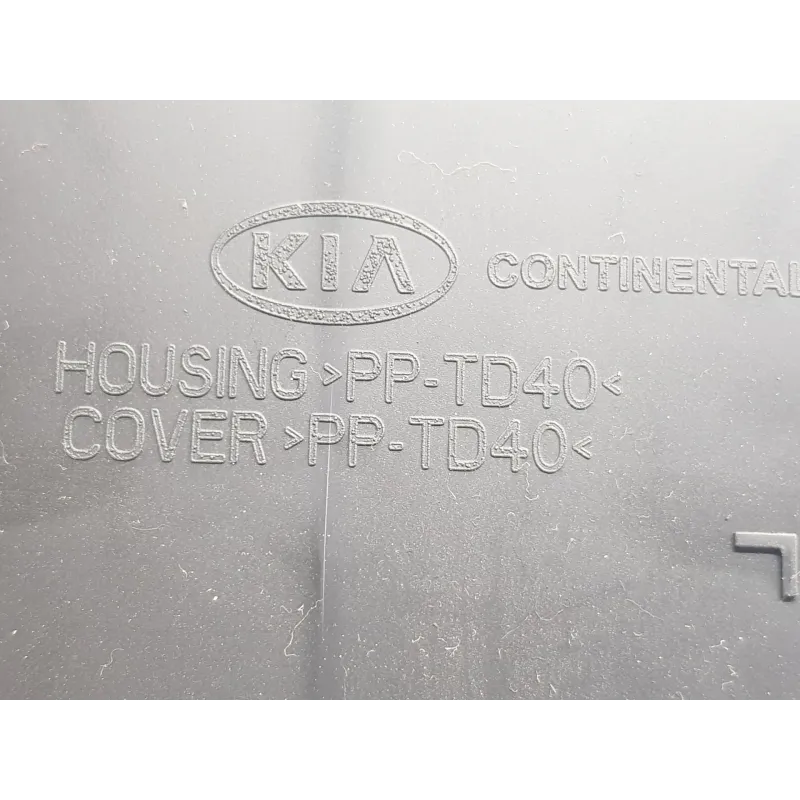 KIA CONTINENTAL
HOUSING >PP-TD40<
COVER >PP-TD40<